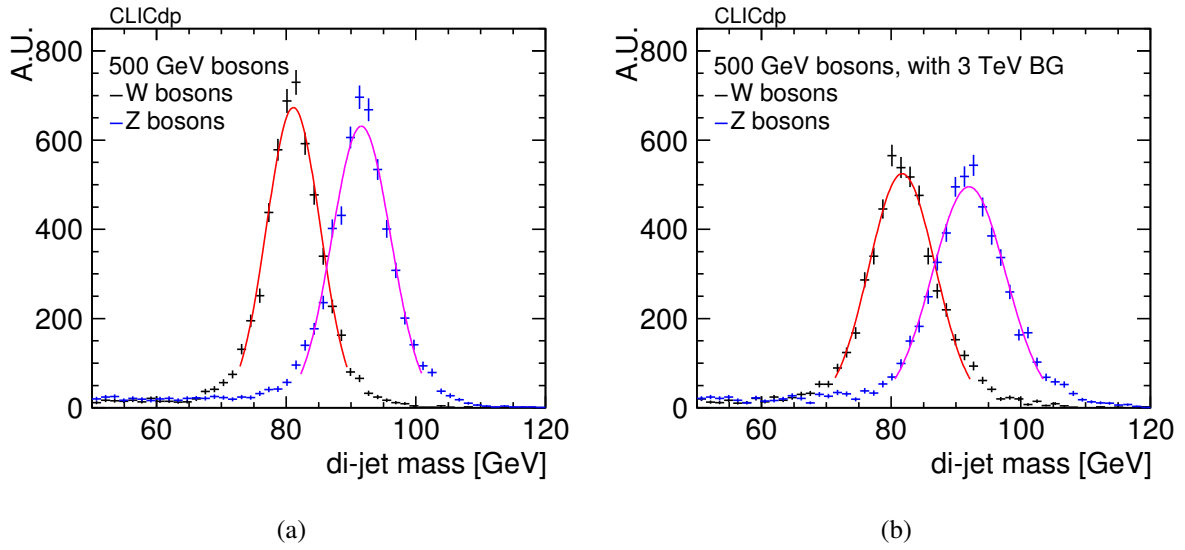 CLICdp
A.U.
800
600
400
200
0
500 GeV bosons
W bosons
Z bosons
60 80 100 120
di-jet mass [GeV]
(a)
CLICdp
A.U.
800
600
400
200
0
500 GeV bosons, with 3 TeV BG
W bosons
Z bosons
60 80 100 120
di-jet mass [GeV]
(b)